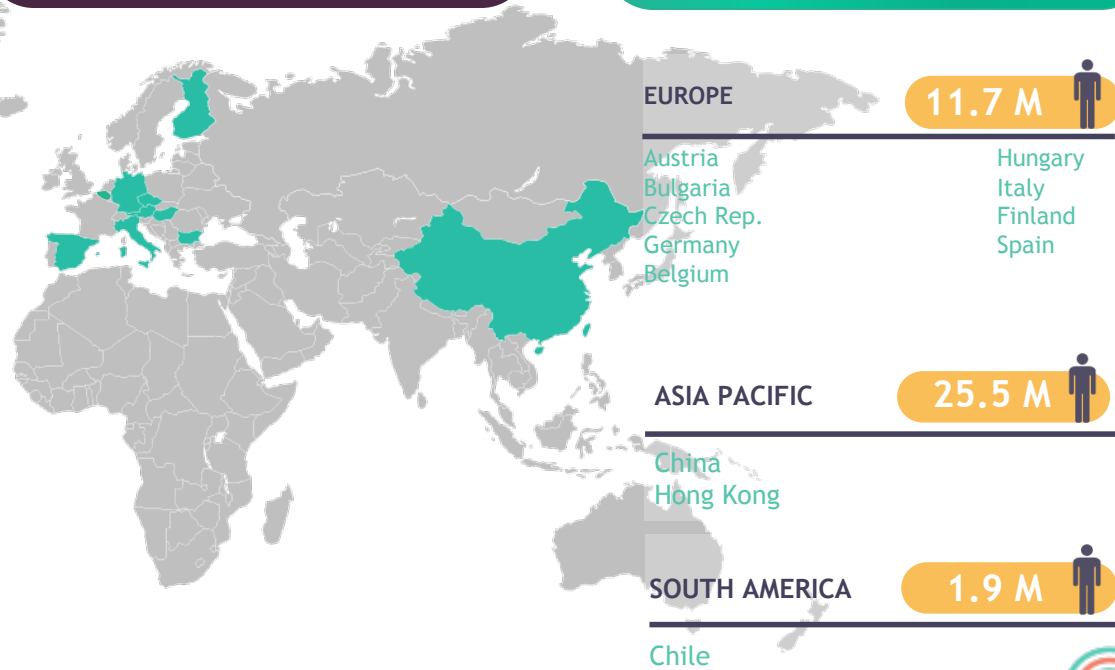 EUROPE
11.7 M
Austria
Bulgaria
Czech Rep.
Germany
Belgium
Hungary
Italy
Finland
Spain
ASIA PACIFIC
25.5 M
China
Hong Kong
SOUTH AMERICA
1.9 M
Chile